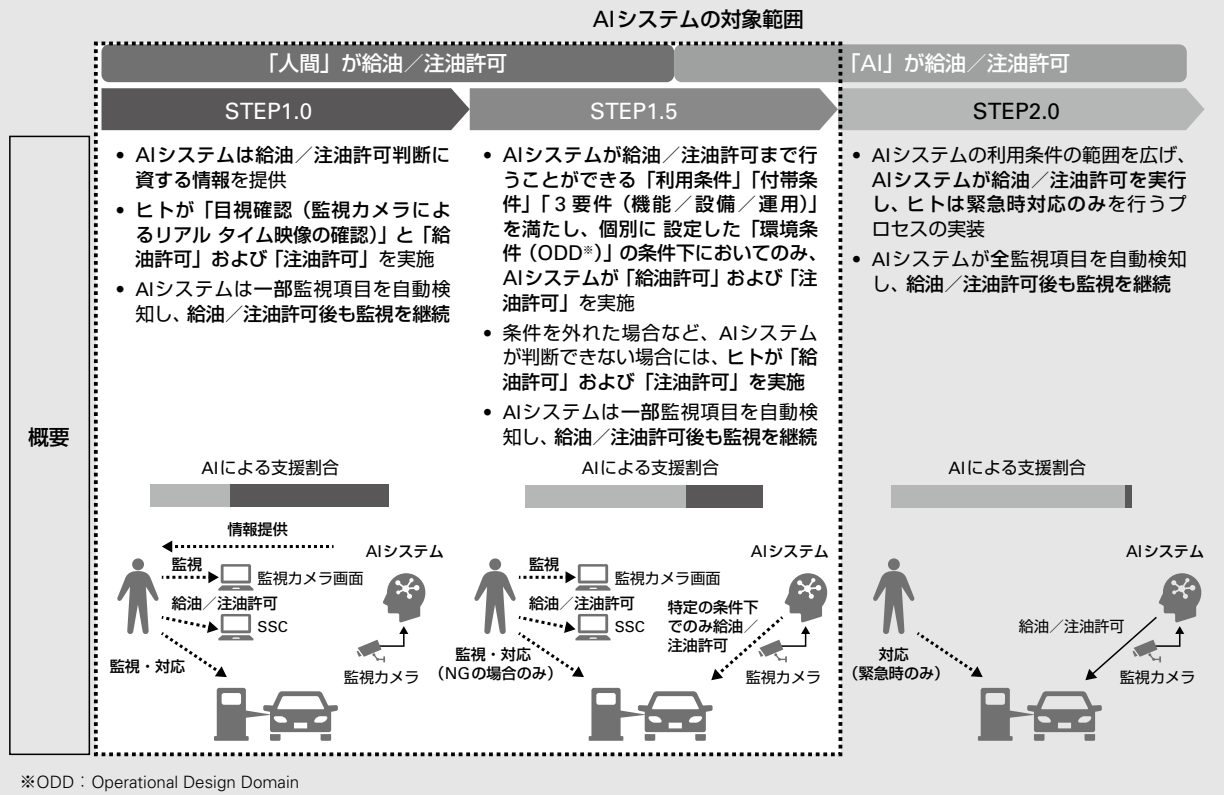 AIシステムの対象範囲
「人間」が給油／注油許可
「AI」が給油／注油許可
STEP1.0
STEP1.5
STEP2.0
概要
• AIシステムは給油／注油許可判断に
資する情報を提供
• ヒトが「目視確認（監視カメラによ
るリアル タイム映像の確認）」と「給
油許可」および「注油許可」を実施
• AIシステムは一部監視項目を自動検
知し、給油／注油許可後も監視を継続
AIによる支援割合
情報提供
AIシステム
監視
監視カメラ画面
給油／注油許可
SSC
監視・対応
監視カメラ
• AIシステムが給油／注油許可まで行
うことができる「利用条件」「付帯条
件」「3要件（機能／設備／運用）」
を満たし、個別に 設定した「環境条
件（ODD※）」の条件下においてのみ、
AIシステムが「給油許可」および「注
油許可」を実施
• 条件を外れた場合など、AIシステム
が判断できない場合には、ヒトが「給
油許可」および「注油許可」を実施
• AIシステムは一部監視項目を自動検
知し、給油／注油許可後も監視を継続
AIによる支援割合
AIシステム
監視
監視カメラ画面
給油／注油許可
SSC
特定の条件下
でのみ給油／
注油許可
監視・対応
（NGの場合のみ）
監視カメラ
• AIシステムの利用条件の範囲を広げ、
AIシステムが給油／注油許可を実行
し、ヒトは緊急時対応のみを行うプ
ロセスの実装
• AIシステムが全監視項目を自動検知
し、給油／注油許可後も監視を継続
AIによる支援割合
AIシステム
給油／注油許可
対応
（緊急時のみ）
監視カメラ
※ODD：Operational Design Domain